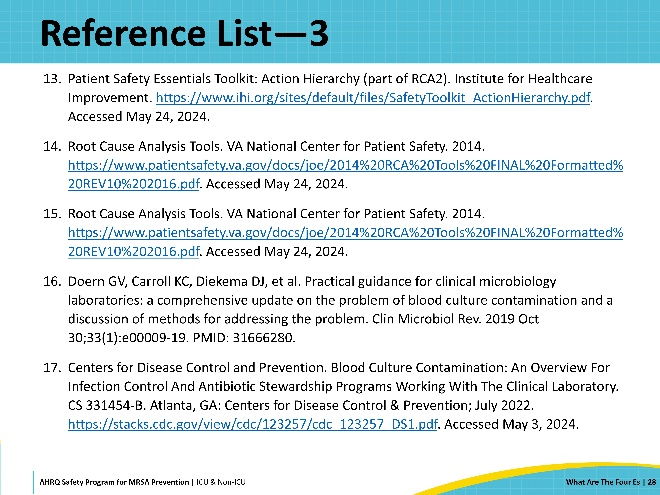 Reference List—3
13. Patient Safety Essentials Toolkit: Action Hierarchy (part of RCA2). Institute for Healthcare
Improvement. https://www.ihi.org/sites/default/files/SafetyToolkit_ActionHierarchy.pdf.
Accessed May 24, 2024.
14. Root Cause Analysis Tools. VA National Center for Patient Safety. 2014.
https://www.patientsafety.va.gov/docs/joe/2014%20RCA%20Tools%20FINAL%20Formatted%
20REV10%202016.pdf. Accessed May 24, 2024.
15. Root Cause Analysis Tools. VA National Center for Patient Safety. 2014.
https://www.patientsafety.va.gov/docs/joe/2014%20RCA%20Tools%20FINAL%20Formatted%
20REV10%202016.pdf. Accessed May 24, 2024.
16. Doern GV, Carroll KC, Diekema DJ, et al. Practical guidance for clinical microbiology
laboratories: a comprehensive update on the problem of blood culture contamination and a
discussion of methods for addressing the problem. Clin Microbiol Rev. 2019 Oct
30;33(1):e00009-19. PMID: 31666280.
17. Centers for Disease Control and Prevention. Blood Culture Contamination: An Overview For
Infection Control And Antibiotic Stewardship Programs Working With The Clinical Laboratory.
CS 331454-B. Atlanta, GA: Centers for Disease Control & Prevention; July 2022.
https://stacks.cdc.gov/view/cdc/123257/cdc_123257_DS1.pdf. Accessed May 3, 2024.
AHRQ Safety Program for MRSA Prevention | ICU & Non-ICU
What Are The Four Es | 28